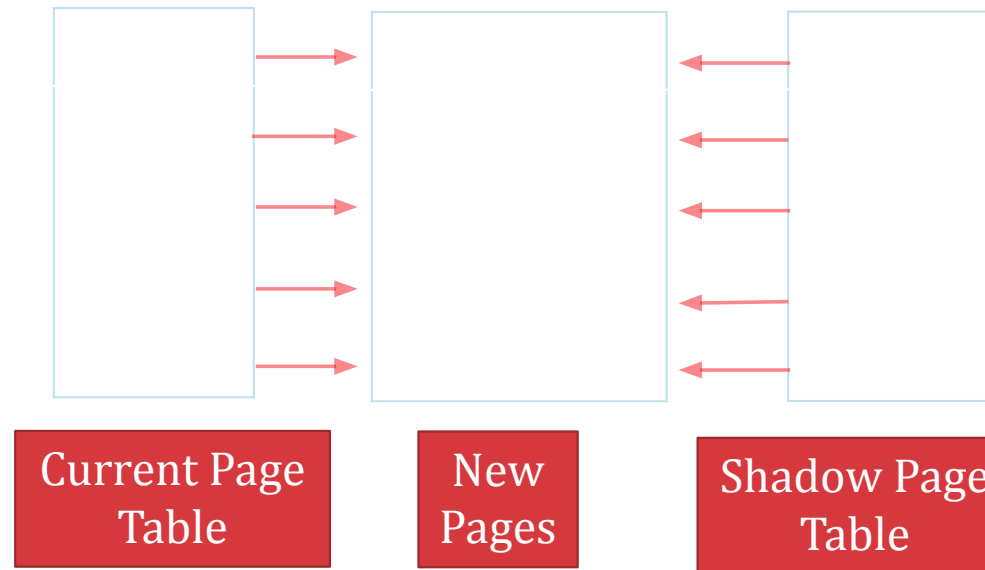 Current Page
Table
New
Pages
Shadow Page
Table